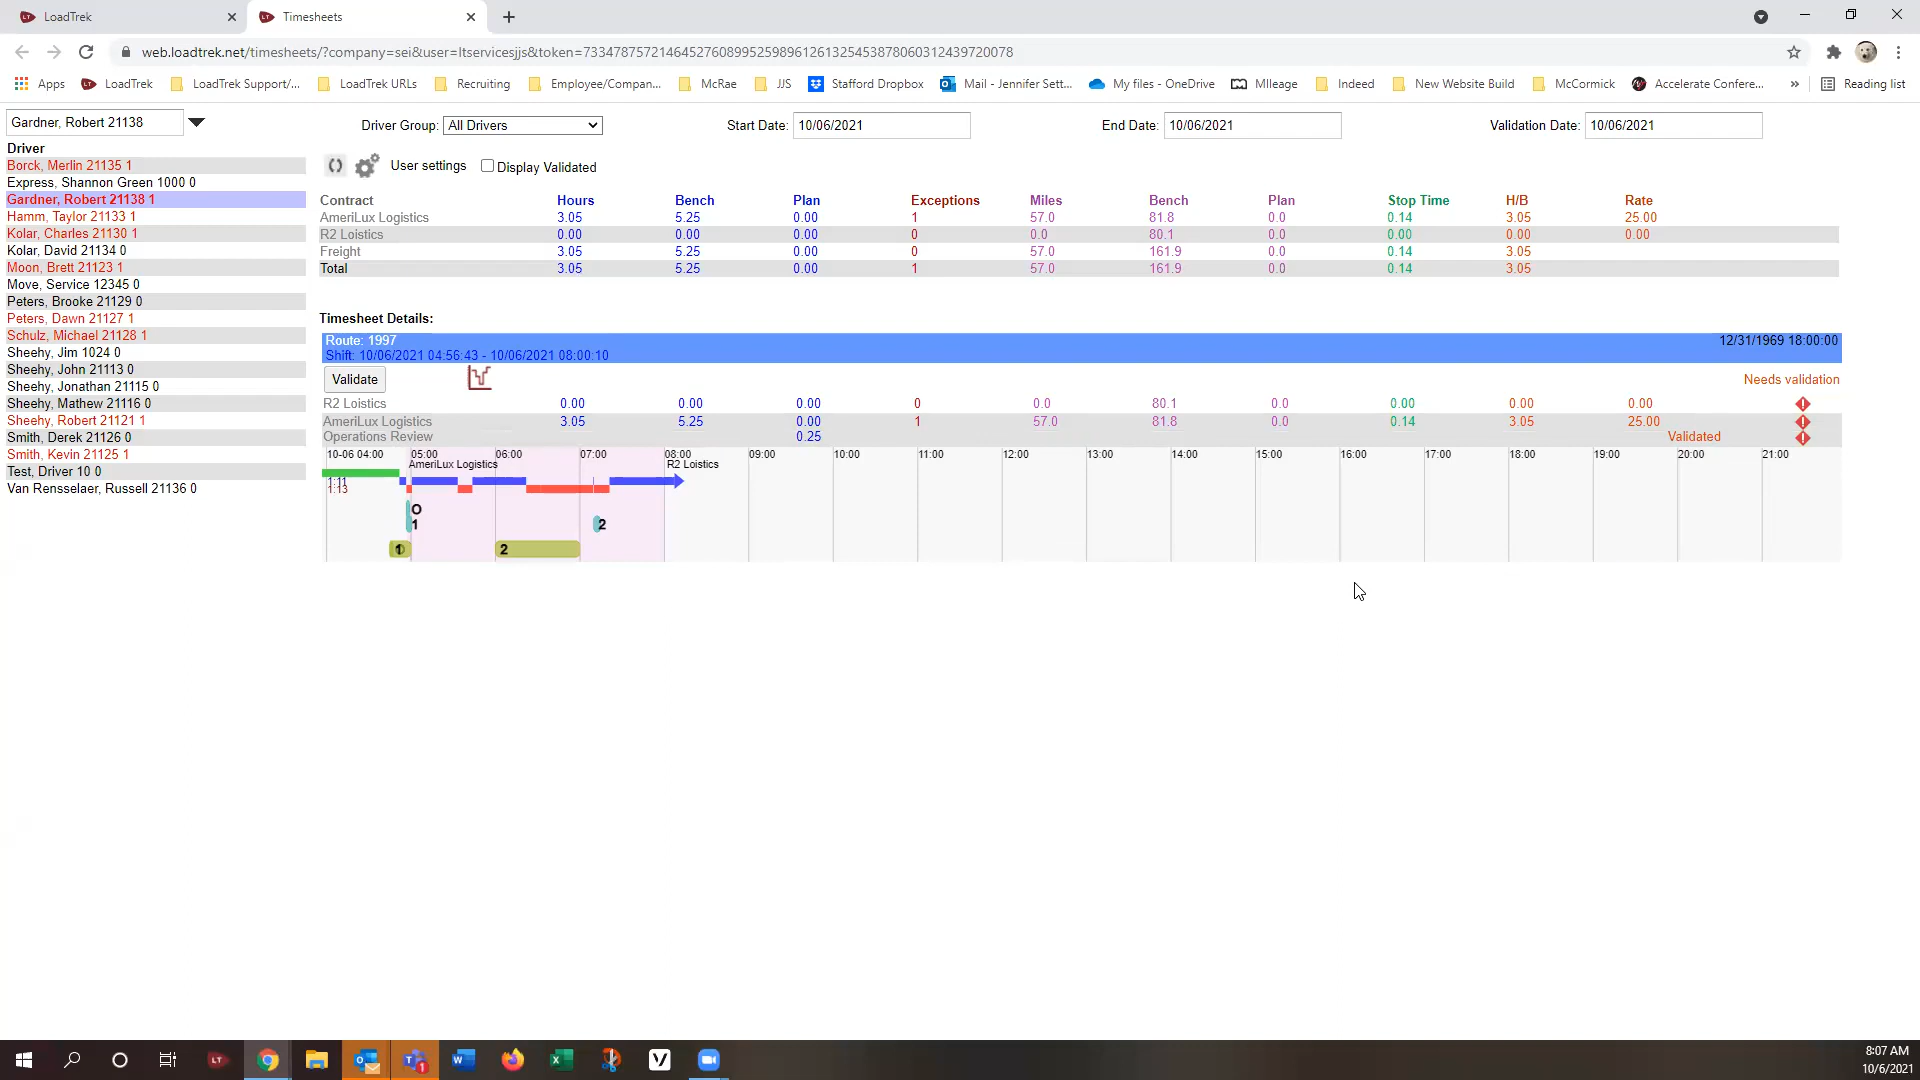 LoadTrek
Timesheets
web.loadtrek.net/timesheets/?company=sei&user=ltservicesjjs&token=7334787572146452760899525989612613254538780603124397200​78
Apps
LoadTrek
LoadTrek Support/...
LoadTrek URLs
Recruiting
Employee/Compan...
McRae
JJS
Stafford Dropbox
Mail - Jennifer Sett...
My files - OneDrive
MIleage
Indeed
New Website Build
McCormick
Accelerate Confere...
»
Reading list
Gardner, Robert 21138
Driver Group: All Drivers
Start Date: 10/06/2021
End Date: 10/06/2021
Validation Date: 10/06/2021
Driver
Borck, Merlin 21135 1
Express, Shannon Green 1000 0
Gardner, Robert 21138 1
Hamm, Taylor 21133 1
Kolar, Charles 21130 1
Kolar, David 21134 0
Moon, Brett 21123 1
Move, Service 12345 0
Peters, Brooke 21129 0
Peters, Dawn 21127 1
Schulz, Michael 21128 1
Sheehy, Jim 1024 0
Sheehy, John 21113 0
Sheehy, Jonathan 21115 0
Sheehy, Mathew 21116 0
Sheehy, Robert 21121 1
Smith, Derek 21126 0
Smith, Kevin 21125 1
Test, Driver 10 0
Van Rensselaer, Russell 21136 0
User settings
Display Validated
Contract Hours Bench Plan Exceptions Miles Bench Plan Stop Time H/B Rate
AmeriLux Logistics 3.05 5.25 0.00 1 57.0 81.8 0.0 0.14 3.05 25.00
R2 Loistics 0.00 0.00 0.00 0 0.0 80.1 0.0 0.00 0.00 0.00
Freight 3.05 5.25 0.00 0 57.0 161.9 0.0 0.14 3.05
Total 3.05 5.25 0.00 1 57.0 161.9 0.0 0.14 3.05
Timesheet Details:
Route: 1997 12/31/1969 18:00:00
Shift: 10/06/2021 04:56:43 - 10/06/2021 08:00:10
Validate Needs validation
R2 Loistics 0.00 0.00 0.00 0 0.0 80.1 0.0 0.00 0.00 0.00
AmeriLux Logistics 3.05 5.25 0.00 1 57.0 81.8 0.0 0.14 3.05 25.00
Operations Review 0.25 Validated
10-06 04:00 05:00 06:00 07:00 08:00 09:00 10:00 11:00 12:00 13:00 14:00 15:00 16:00 17:00 18:00 19:00 20:00 21:00
AmeriLux Logistics R2 Loistics
1:11
1:13
O
1 2
1 2
8:07 AM
10/6/2021